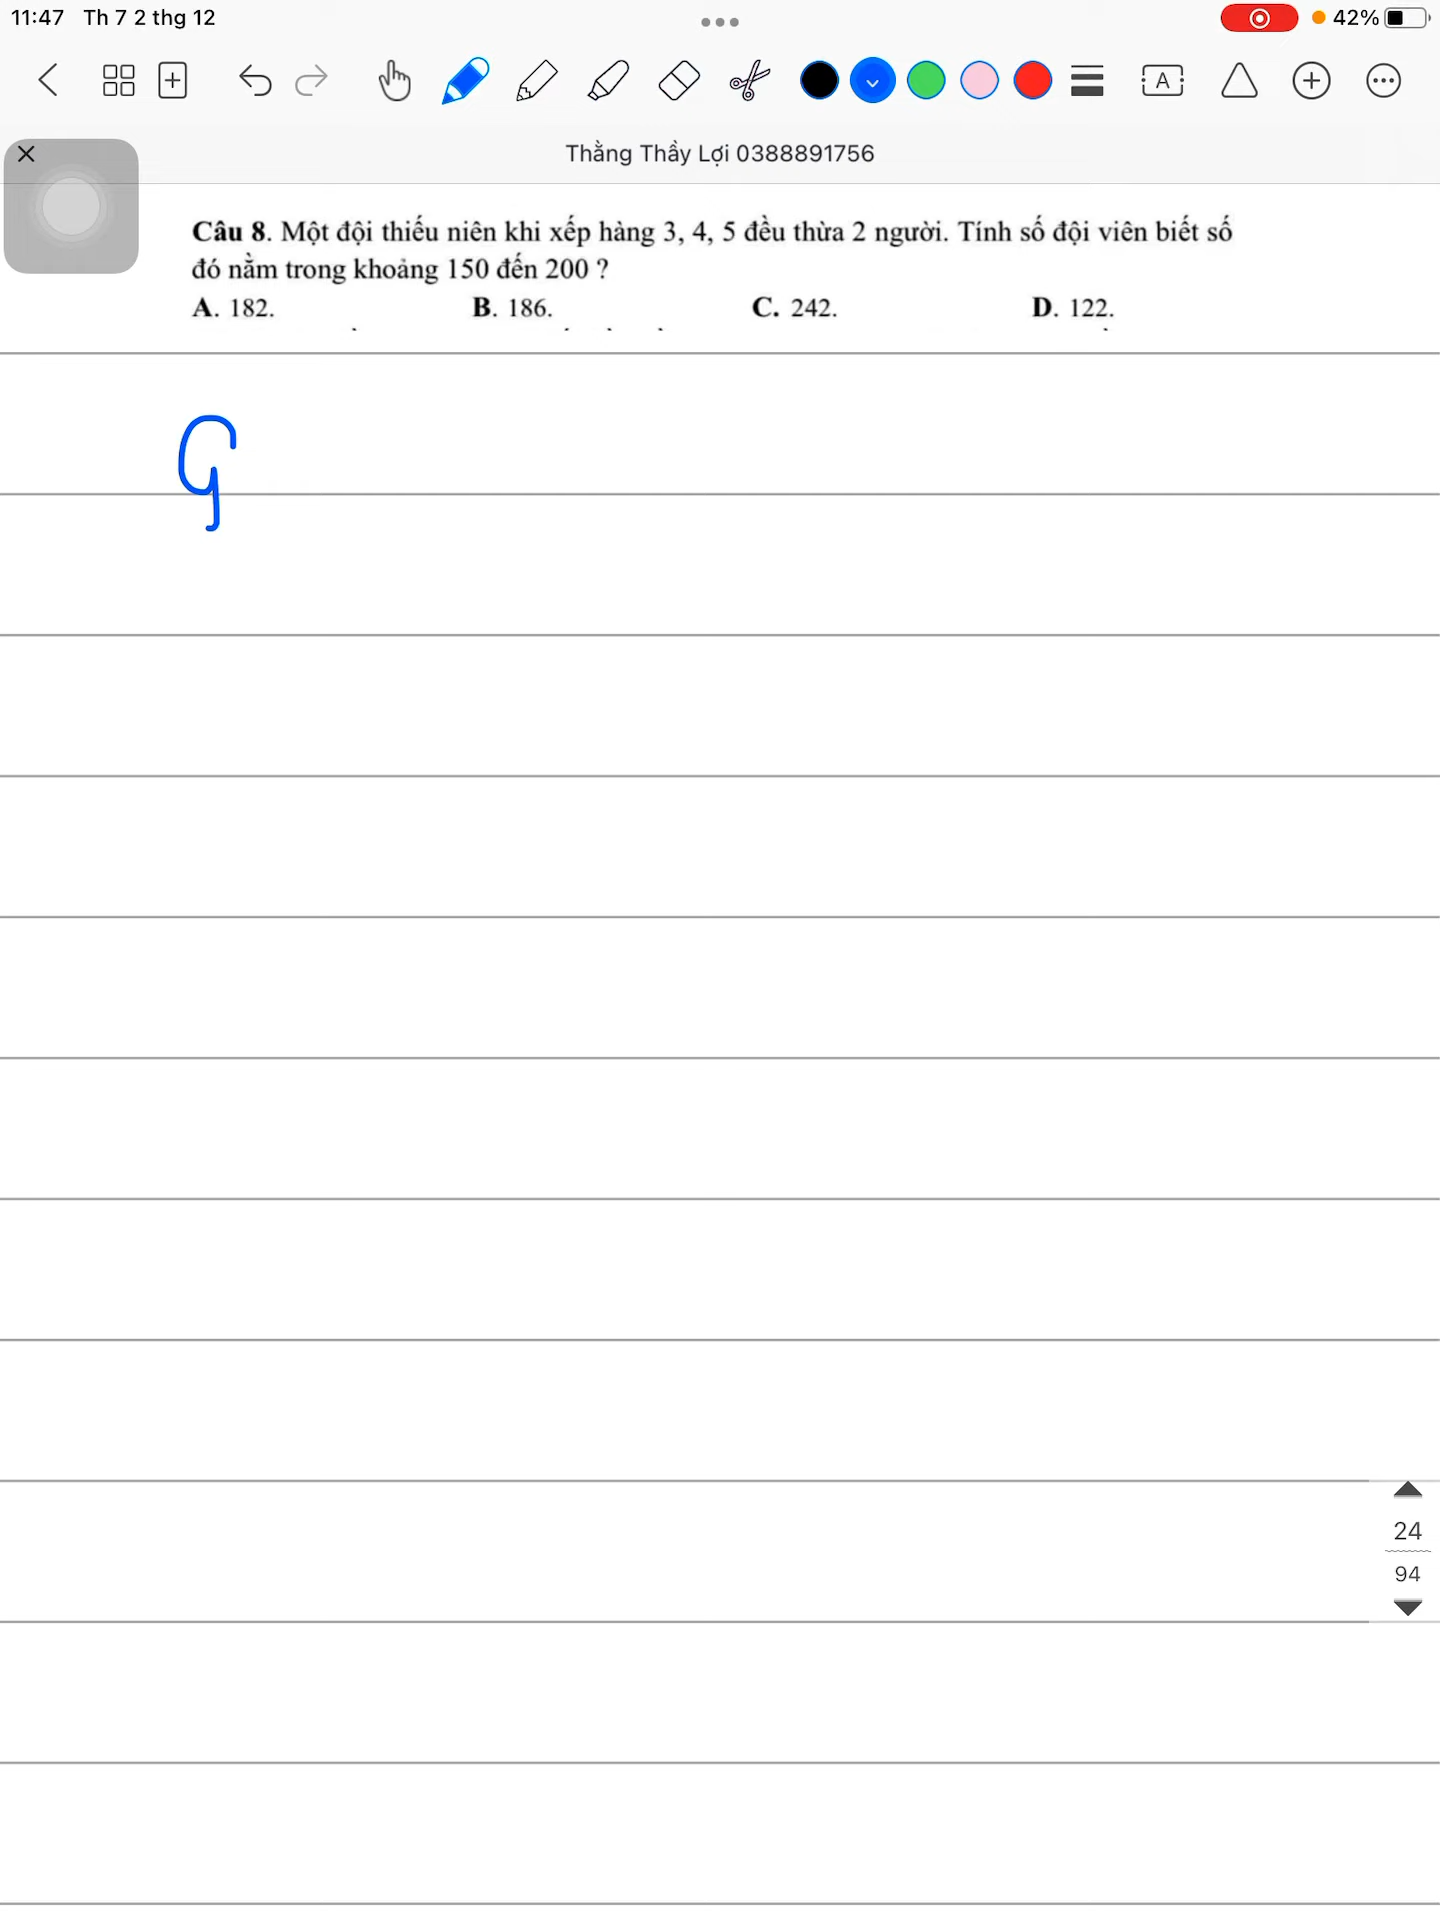 11:47 Th 7 2 thg 12
42%
A
Thằng Thầy Lợi 0388891756
Câu 8. Một đội thiếu niên khi xếp hàng 3, 4, 5 đều thừa 2 người. Tính số đội viên biết số
đó nằm trong khoảng 150 đến 200 ?
A. 182. B. 186. C. 242. D. 122.
G
24
94